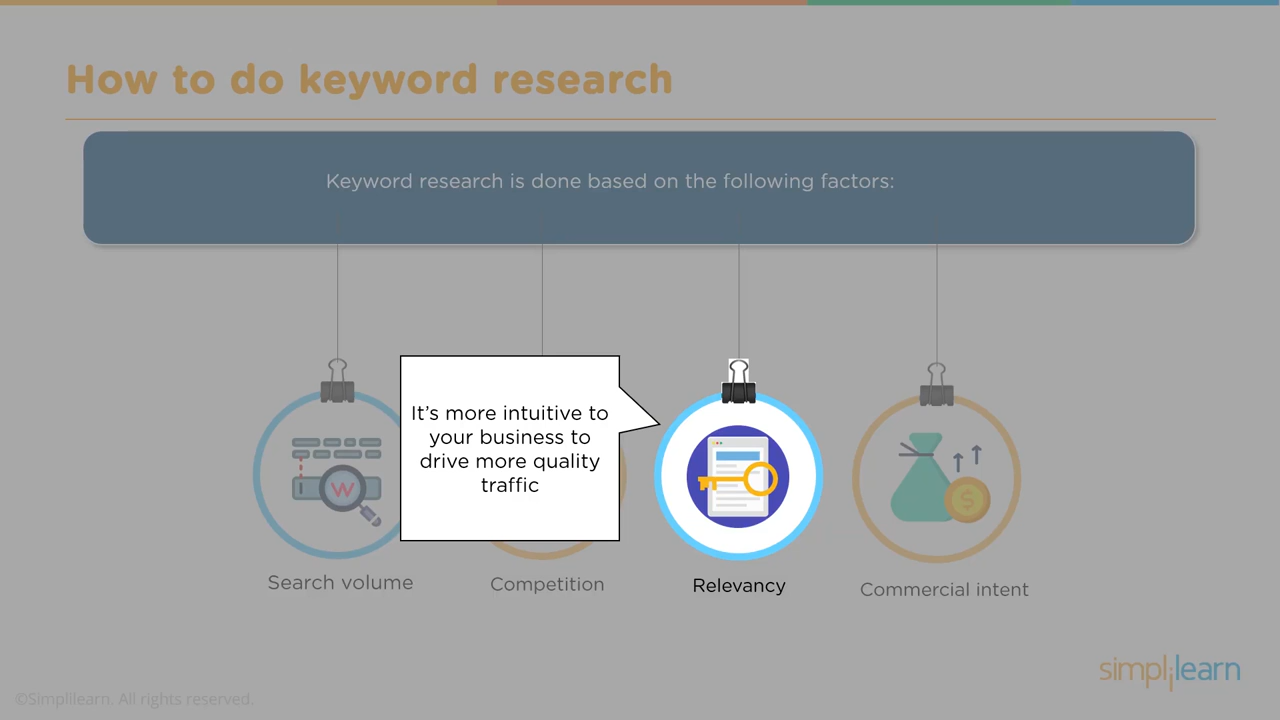 How to do keyword research
Keyword research is done based on the following factors:
It’s more intuitive to
your business to
drive more quality
traffic
W
$
Search volume
Competition
Relevancy
Commercial intent
simplilearn
©Simplilearn. All rights reserved.